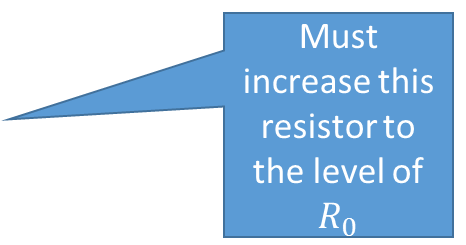 Must
increase this
resistor to
the level of
R₀